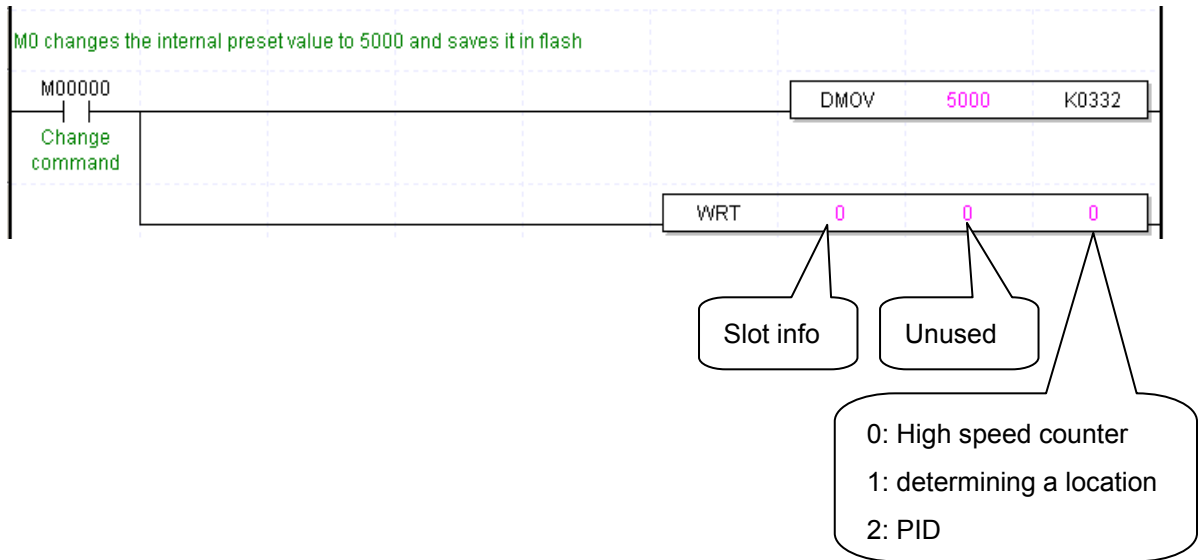 M0 changes the internal preset value to 5000 and saves it in flash
M00000
DMOV 5000 K0332
Change
command
WRT 0 0 0
Slot info
Unused
0: High speed counter
1: determining a location
2: PID